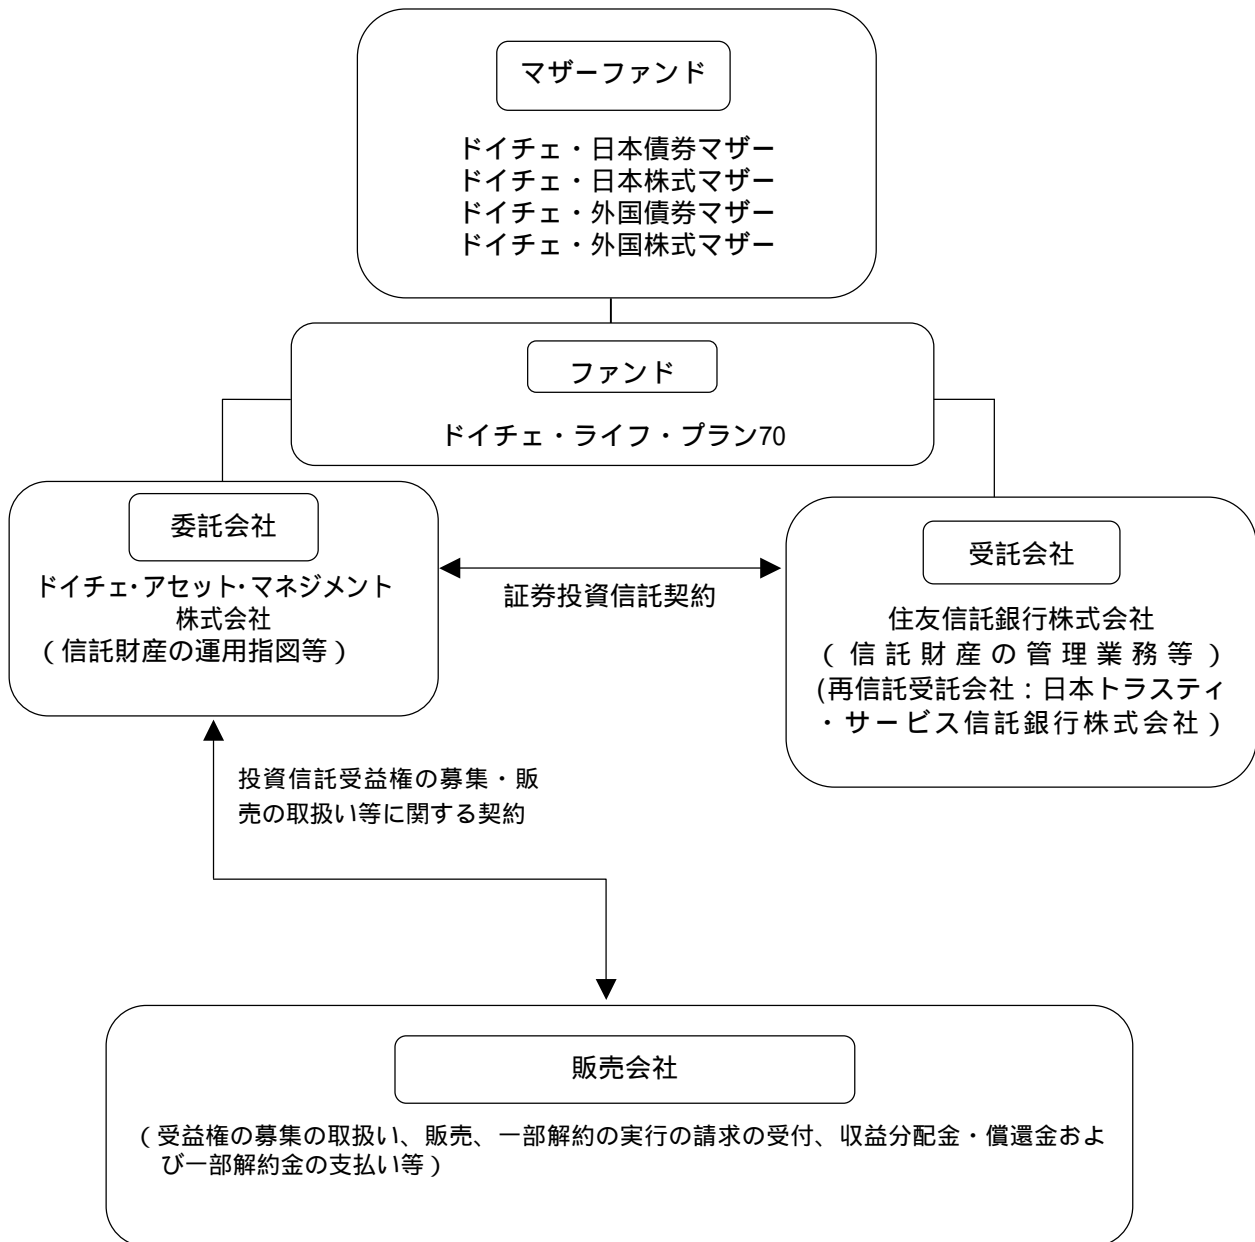 マザーファンド
ドイチェ・日本債券マザー
ドイチェ・日本株式マザー
ドイチェ・外国債券マザー
ドイチェ・外国株式マザー
ファンド
ドイチェ・ライフ・プラン70
委託会社
ドイチェ・アセット・マネジメント
株式会社
（信託財産の運用指図等）
証券投資信託契約
受託会社
住友信託銀行株式会社
（信託財産の管理業務等）
(再信託受託会社：日本トラスティ
・サービス信託銀行株式会社）
投資信託受益権の募集・販
売の取扱い等に関する契約
販売会社
（受益権の募集の取扱い、販売、一部解約の実行の請求の受付、収益分配金・償還金およ
び一部解約金の支払い等）